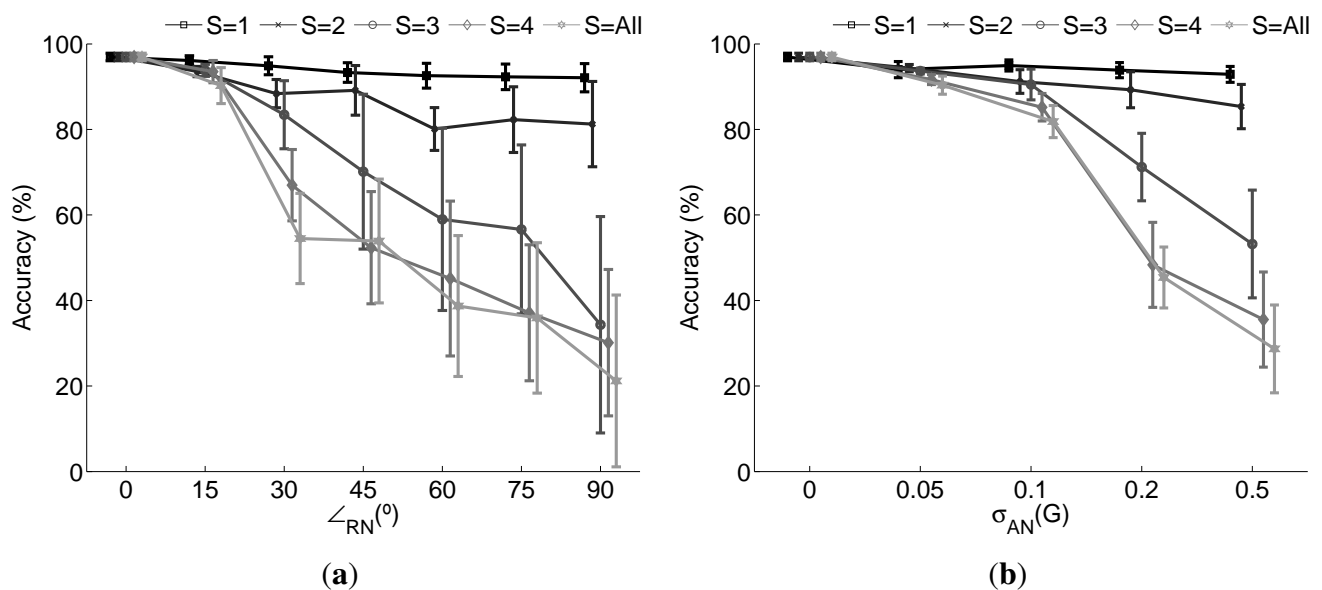 S=1 S=2 S=3 S=4 S=All
100
80
60
40
20
0
Accuracy (%)
0 15 30 45 60 75 90
∠RN(º)
(a)
S=1 S=2 S=3 S=4 S=All
100
80
60
40
20
0
Accuracy (%)
0 0.05 0.1 0.2 0.5
σAN(G)
(b)